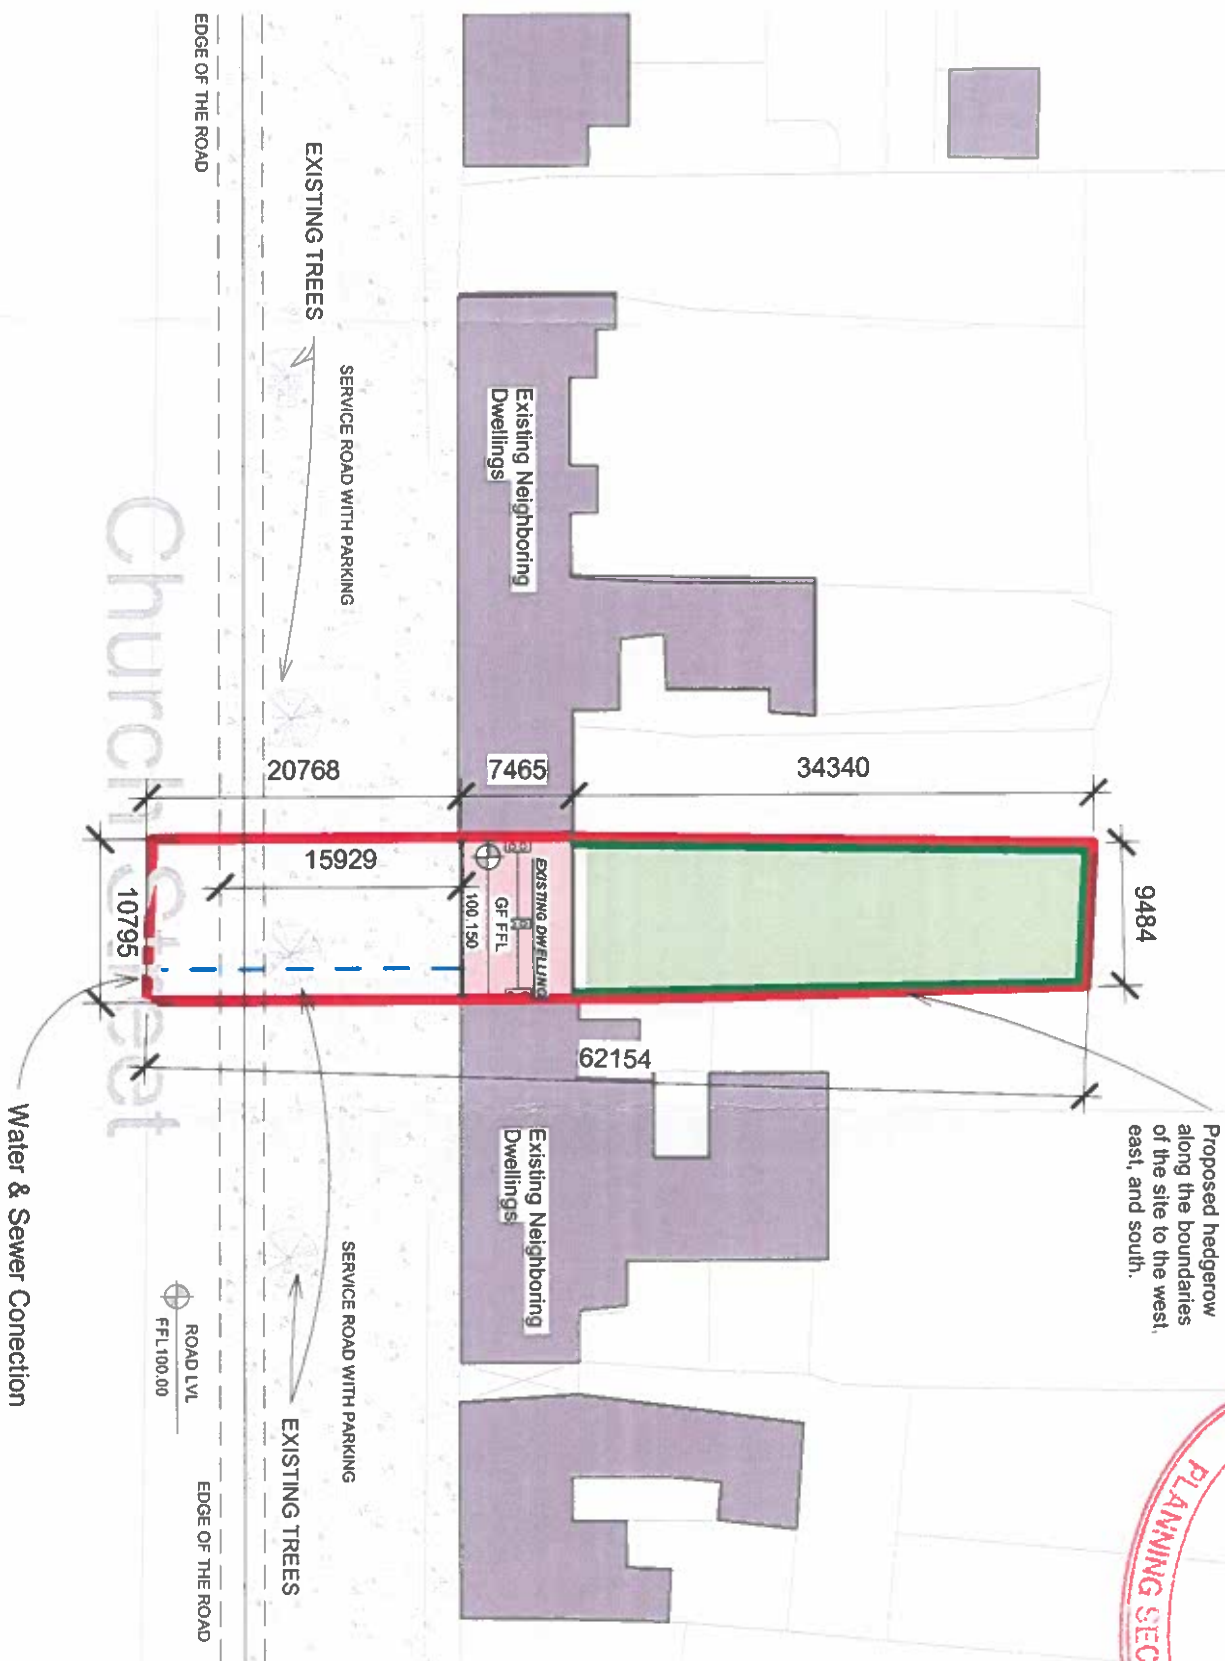 EDGE OF THE ROAD
EXISTING TREES
SERVICE ROAD WITH PARKING
Existing Neighboring
Dwellings
Church Street
20768
7465
34340
15929
10795
9484
62154
EXISTING DWELLING
GF FFL
100.150
Proposed hedgerow
along the boundaries
of the site to the west,
east, and south.
Existing Neighboring
Dwellings
Water & Sewer Conection
ROAD LVL
FFL100.00
SERVICE ROAD WITH PARKING
EXISTING TREES
EDGE OF THE ROAD
PLANNING SEC